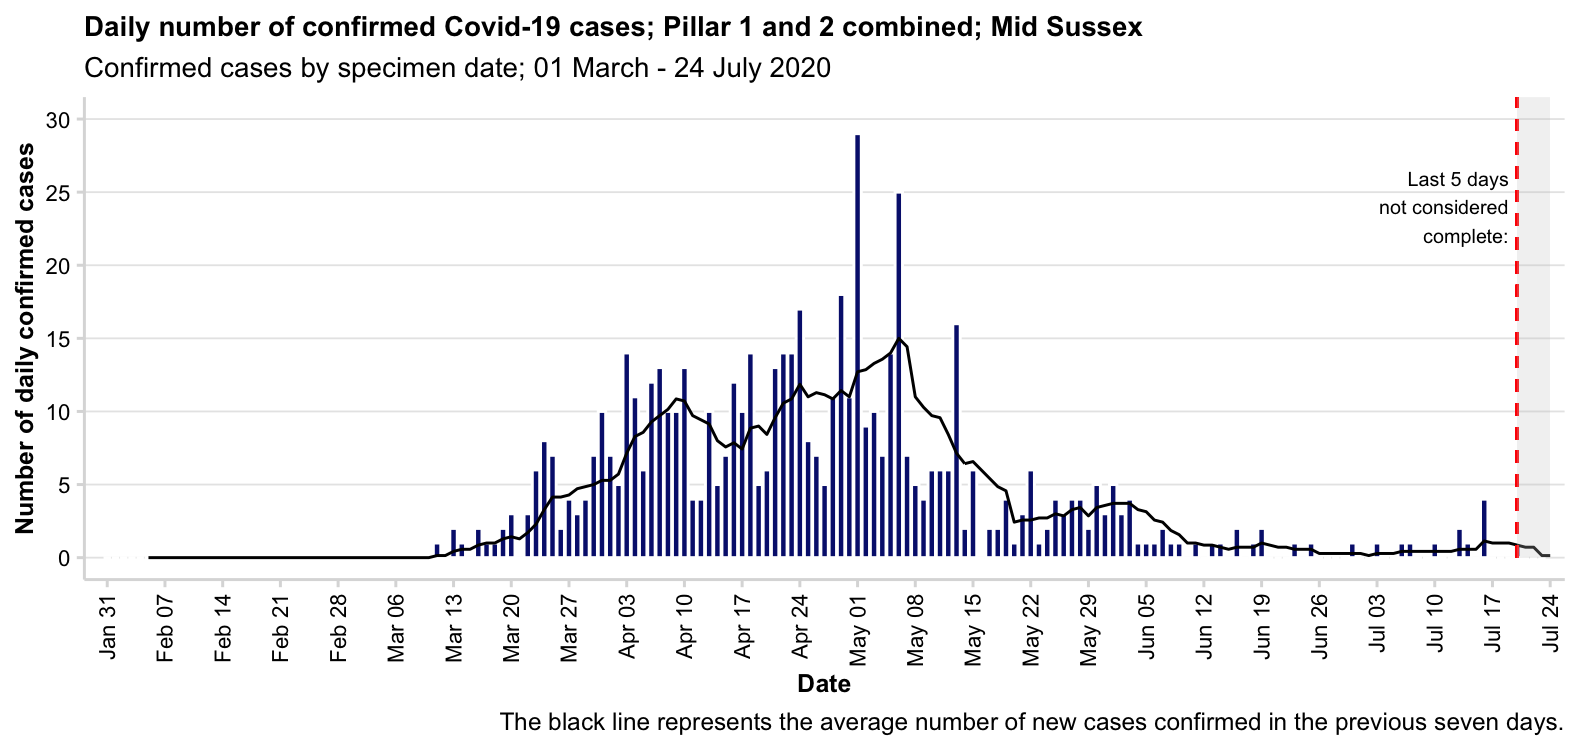 Daily number of confirmed Covid-19 cases; Pillar 1 and 2 combined; Mid Sussex
Confirmed cases by specimen date; 01 March - 24 July 2020
Number of daily confirmed cases
30
25
20
15
10
5
0
Last 5 days
not considered
complete:
Jan 31
Feb 07
Feb 14
Feb 21
Feb 28
Mar 06
Mar 13
Mar 20
Mar 27
Apr 03
Apr 10
Apr 17
Apr 24
May 01
May 08
May 15
May 22
May 29
Jun 05
Jun 12
Jun 19
Jun 26
Jul 03
Jul 10
Jul 17
Jul 24
Date
The black line represents the average number of new cases confirmed in the previous seven days.